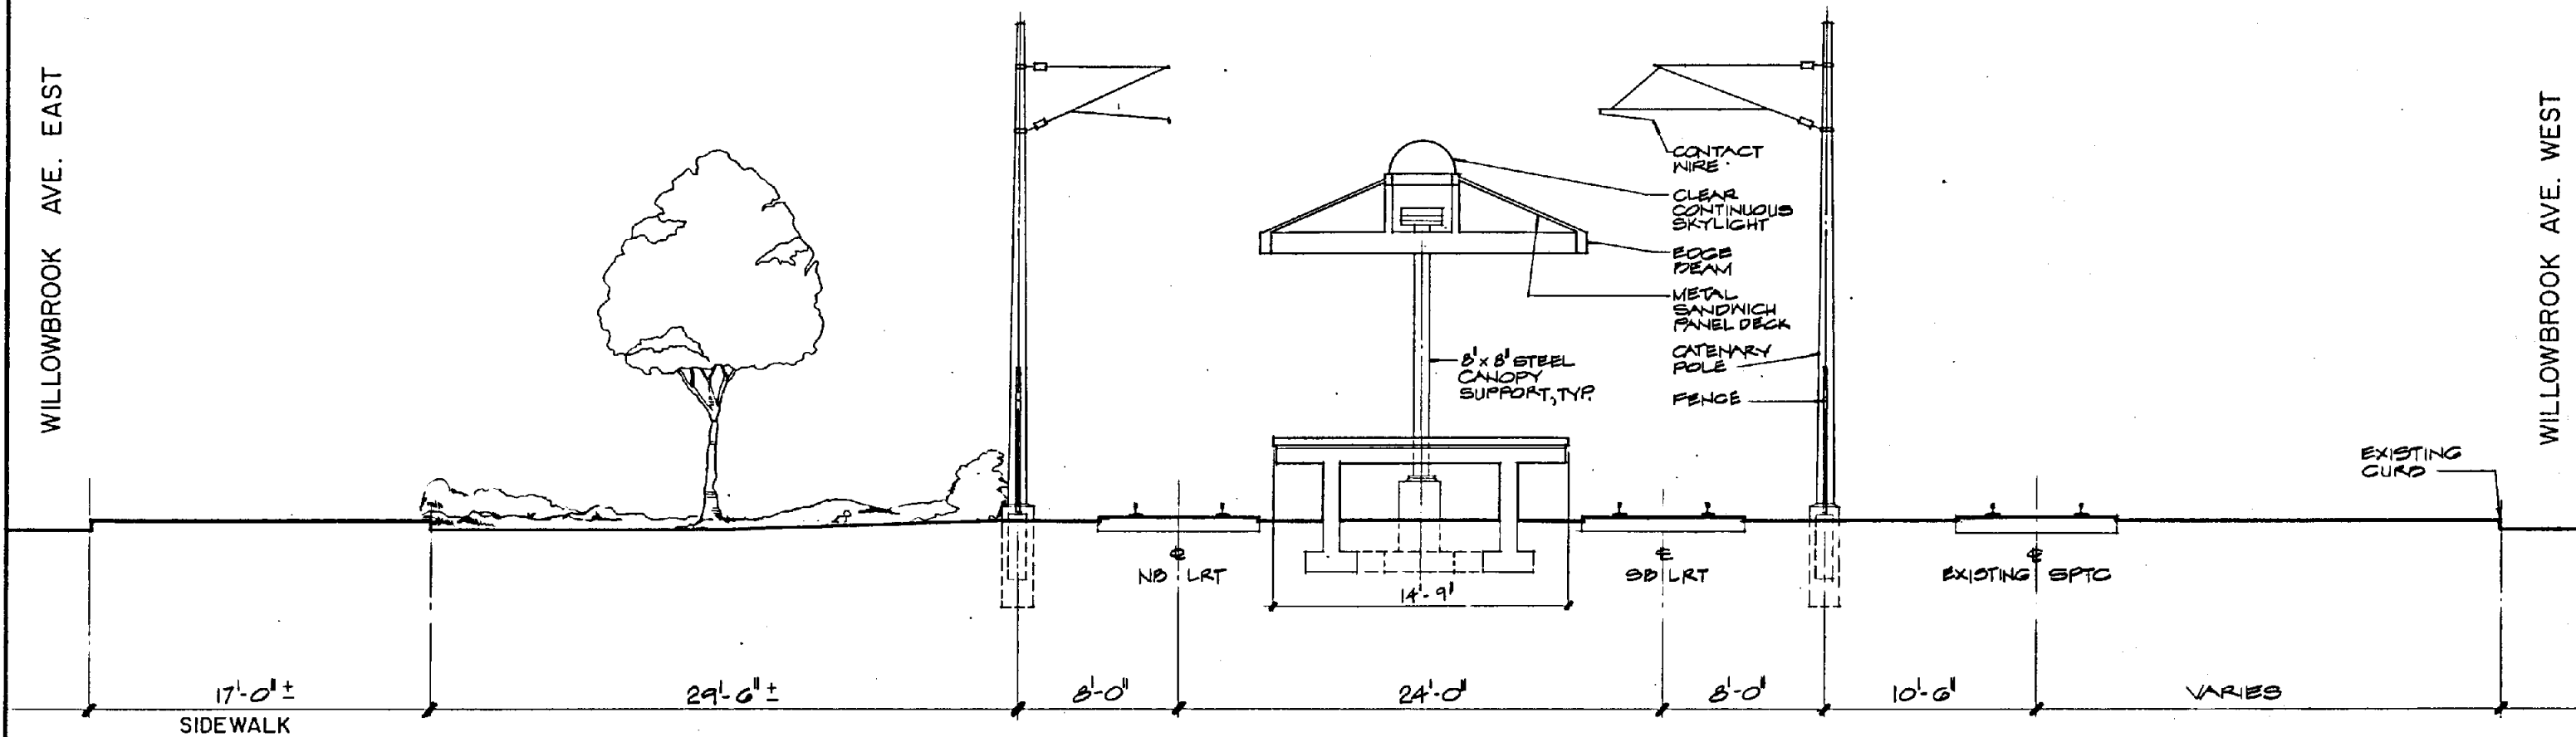 WILLOWBROOK AVE. EAST
CONTACT
WIRE
CLEAR
CONTINUOUS
SKYLIGHT
EDGE
BEAM
METAL
SANDWICH
PANEL DECK
8" x 8" STEEL
CANOPY
SUPPORT, TYP.
CATENARY
POLE
FENCE
EXISTING
CURB
WILLOWBROOK AVE. WEST
℄
NB LRT
℄
SB LRT
℄
EXISTING SPTC
14'-9"
17'-0" ±
29'-6" ±
8'-0"
24'-0"
8'-0"
10'-6"
VARIES
SIDEWALK